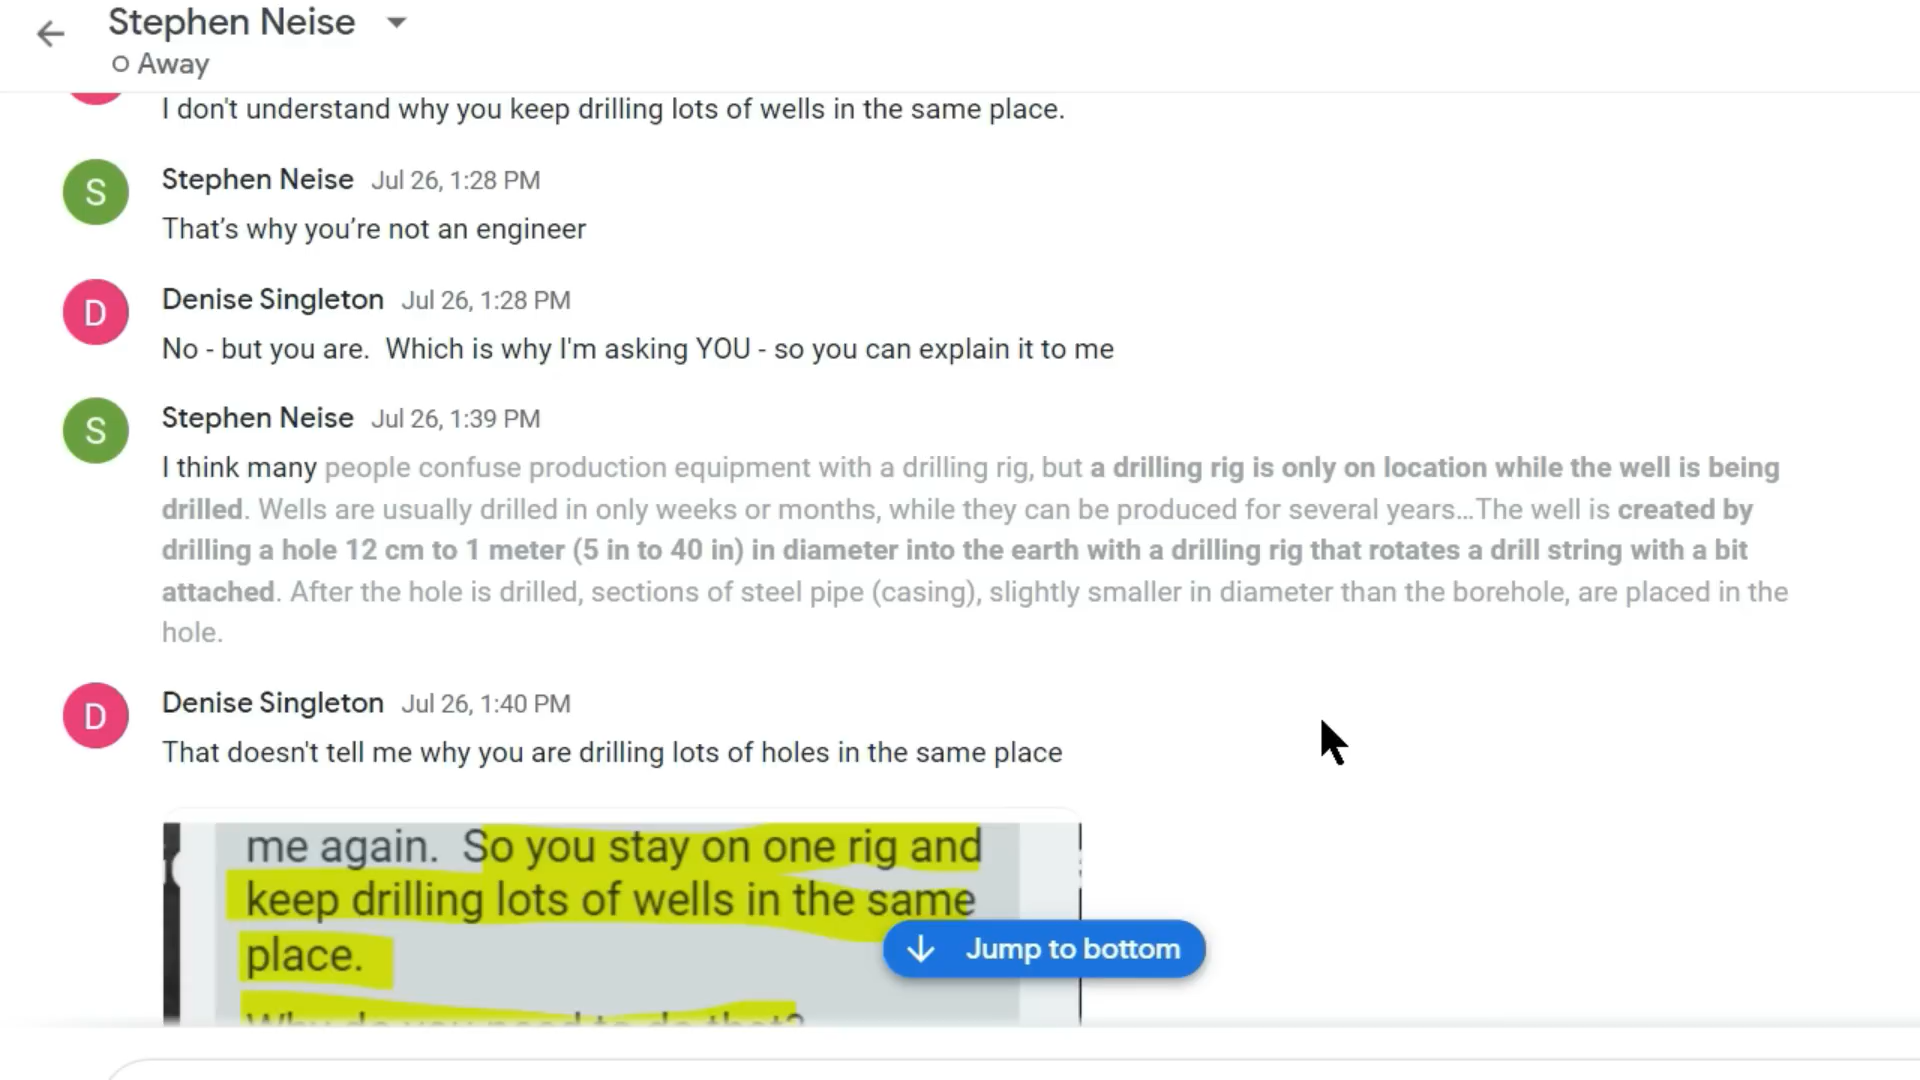 Stephen Neise
Away
I don't understand why you keep drilling lots of wells in the same place.
S
Stephen Neise Jul 26, 1:28 PM
That’s why you’re not an engineer
D
Denise Singleton Jul 26, 1:28 PM
No - but you are.  Which is why I'm asking YOU - so you can explain it to me
S
Stephen Neise Jul 26, 1:39 PM
I think many people confuse production equipment with a drilling rig, but a drilling rig is only on location while the well is being
drilled. Wells are usually drilled in only weeks or months, while they can be produced for several years…The well is created by
drilling a hole 12 cm to 1 meter (5 in to 40 in) in diameter into the earth with a drilling rig that rotates a drill string with a bit
attached. After the hole is drilled, sections of steel pipe (casing), slightly smaller in diameter than the borehole, are placed in the
hole.
D
Denise Singleton Jul 26, 1:40 PM
That doesn't tell me why you are drilling lots of holes in the same place
me again.  So you stay on one rig and
keep drilling lots of wells in the same
place.
Why do you need to do that?
Jump to bottom